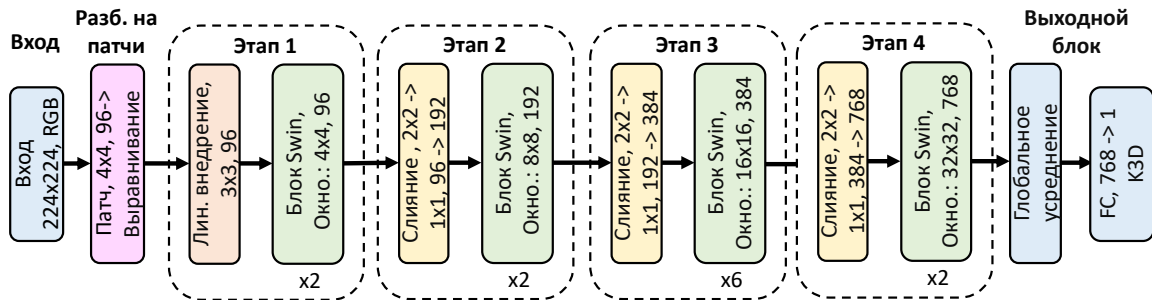 Вход
Разб. на
патчи
Этап 1
Этап 2
Этап 3
Этап 4
Выходной
блок
Вход
224x224, RGB
Патч, 4x4, 96->
Выравнивание
Лин. внедрение,
3x3, 96
Блок Swin,
Окно.: 4x4, 96
x2
Слияние , 2x2 ->
1x1, 96 -> 192
Блок Swin,
Окно.: 8x8, 192
x2
Слияние, 2x2 ->
1x1, 192 -> 384
Блок Swin,
Окно.: 16x16, 384
x6
Слияние, 2x2 ->
1x1, 384 -> 768
Блок Swin,
Окно.: 32x32, 768
x2
Глобальное
усреднение
FC, 768 -> 1
K3D